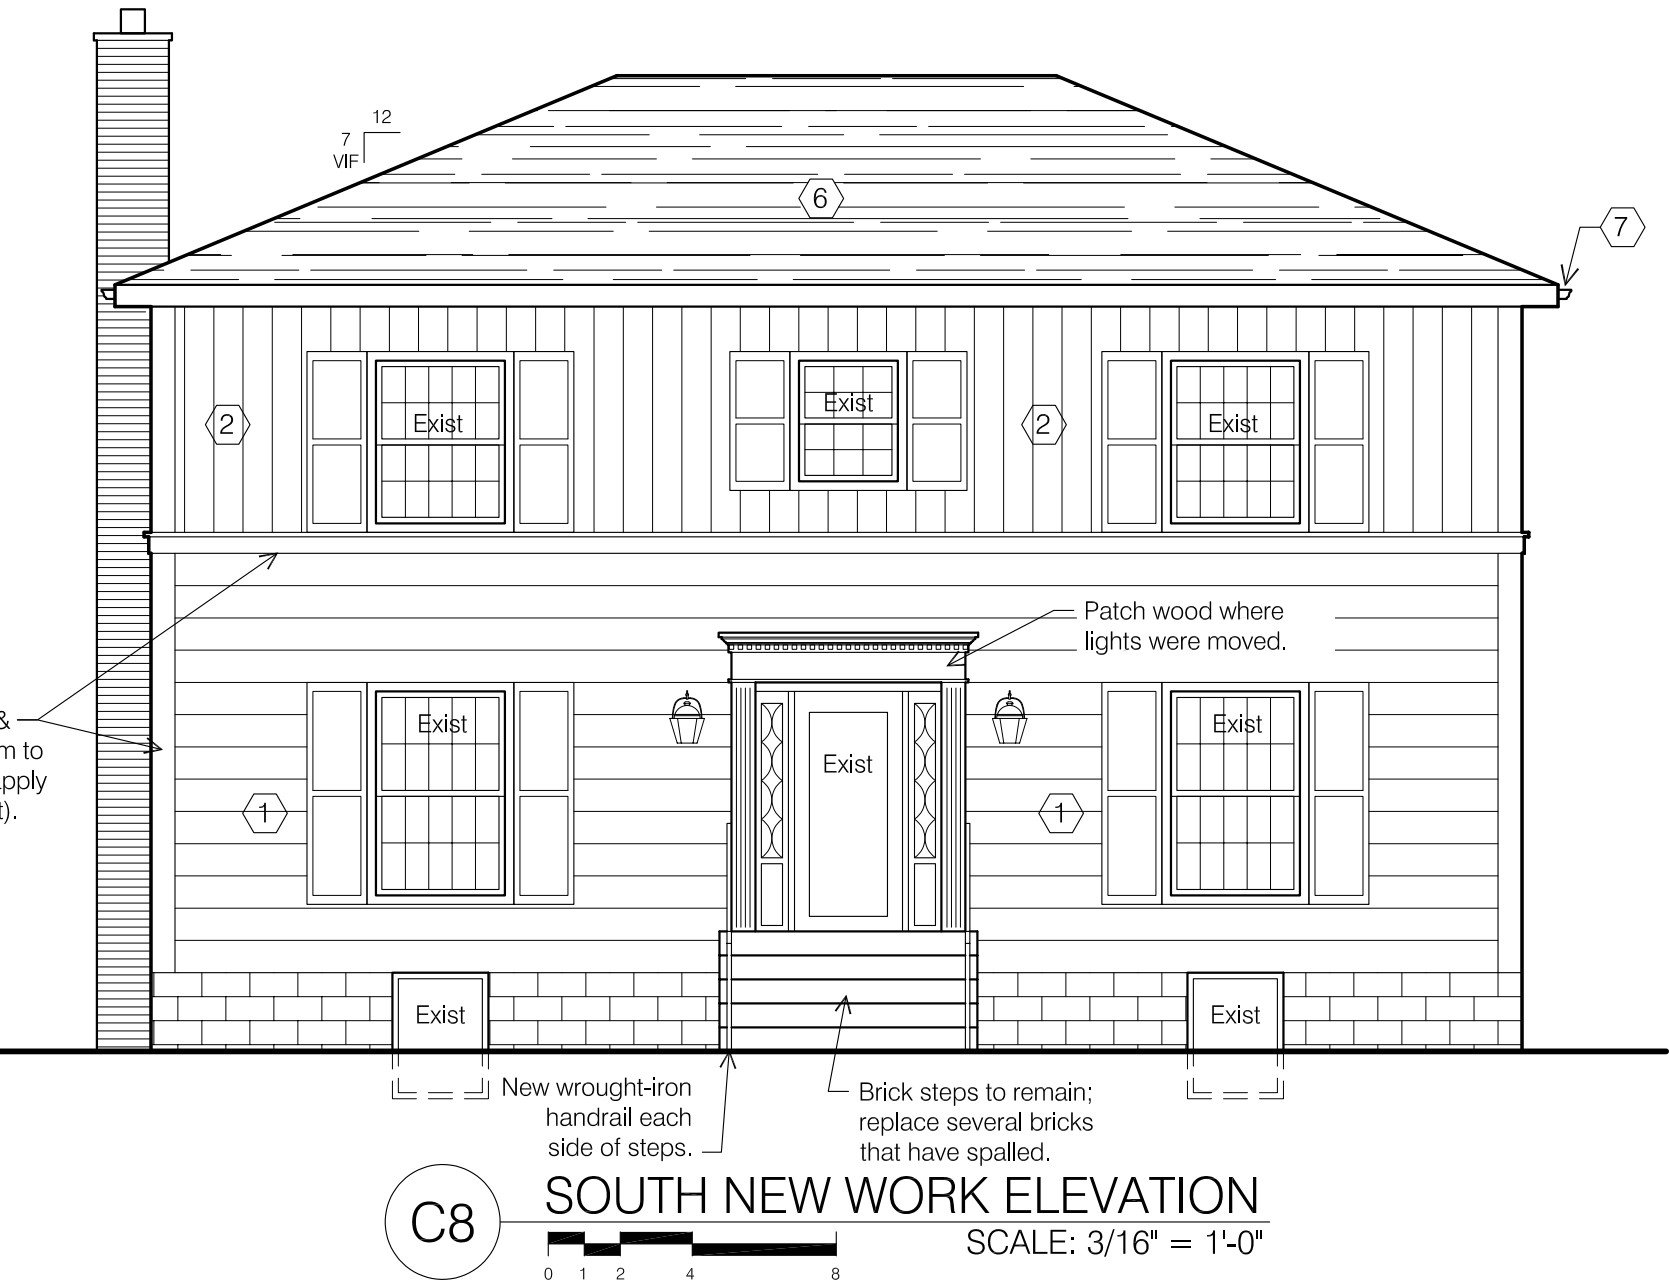 12
7
VIF
6
7
2
Exist
Exist
2
Exist
Patch wood where
lights were moved.
&
to
Exist
Exist
Exist
1
1
Exist
Exist
New wrought-iron
handrail each
side of steps.
Brick steps to remain;
replace several bricks
that have spalled.
C8
SOUTH NEW WORK ELEVATION
SCALE: 3/16" = 1'-0"
0 1 2 4 8